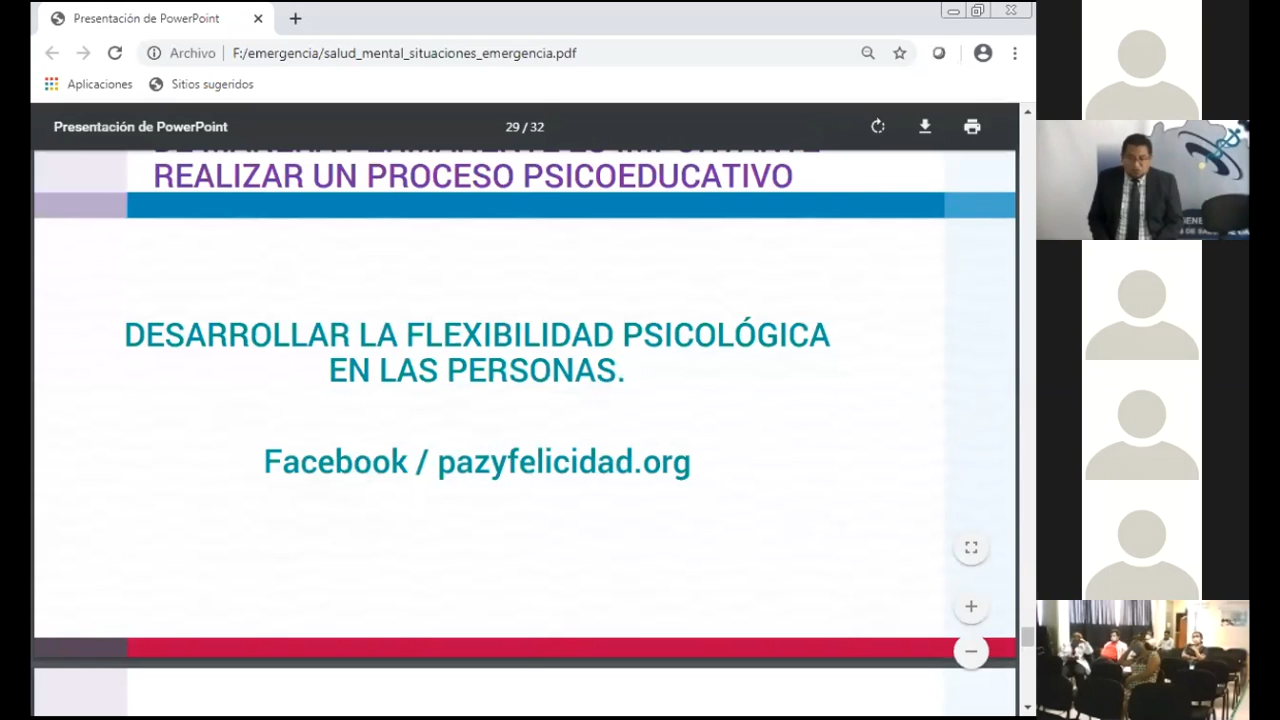 Presentación de PowerPoint
Archivo
F:/emergencia/salud_mental_situaciones_emergencia.pdf
Aplicaciones
Sitios sugeridos
Presentación de PowerPoint
29 / 32
REALIZAR UN PROCESO PSICOEDUCATIVO
DESARROLLAR LA FLEXIBILIDAD PSICOLÓGICA
EN LAS PERSONAS.
Facebook / pazyfelicidad.org